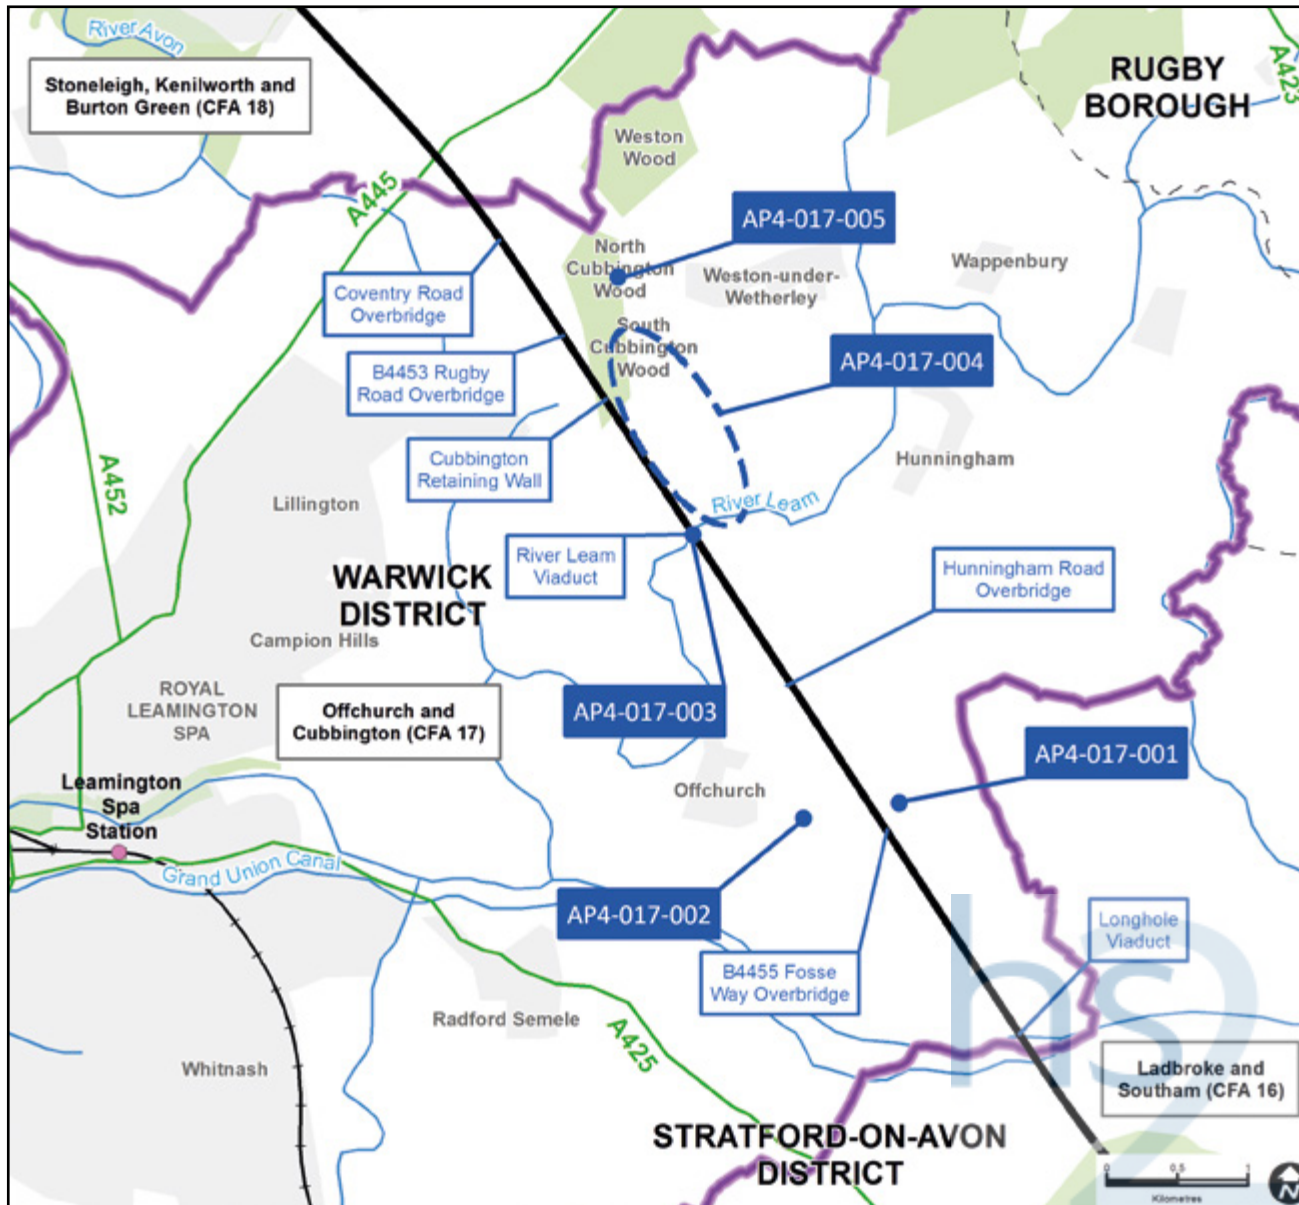 River Avon
Stoneleigh, Kenilworth and
Burton Green (CFA 18)
RUGBY
BOROUGH
A423
Weston
Wood
A445
AP4-017-005
North
Cubbington
Wood
Weston-under-
Wetherley
Wappenbury
Coventry Road
Overbridge
South
Cubbington
Wood
AP4-017-004
B4453 Rugby
Road Overbridge
Cubbington
Retaining Wall
Hunningham
A452
Lillington
River Leam
River Leam
Viaduct
Hunningham Road
Overbridge
WARWICK
DISTRICT
Campion Hills
ROYAL
LEAMINGTON
SPA
Offchurch and
Cubbington (CFA 17)
AP4-017-003
AP4-017-001
Leamington
Spa
Station
Offchurch
Grand Union Canal
AP4-017-002
Longhole
Viaduct
B4455 Fosse
Way Overbridge
hs2
Radford Semele
A425
Whitnash
Ladbroke and
Southam (CFA 16)
STRATFORD-ON-AVON
DISTRICT
0 0.5 1
Kilometres
N